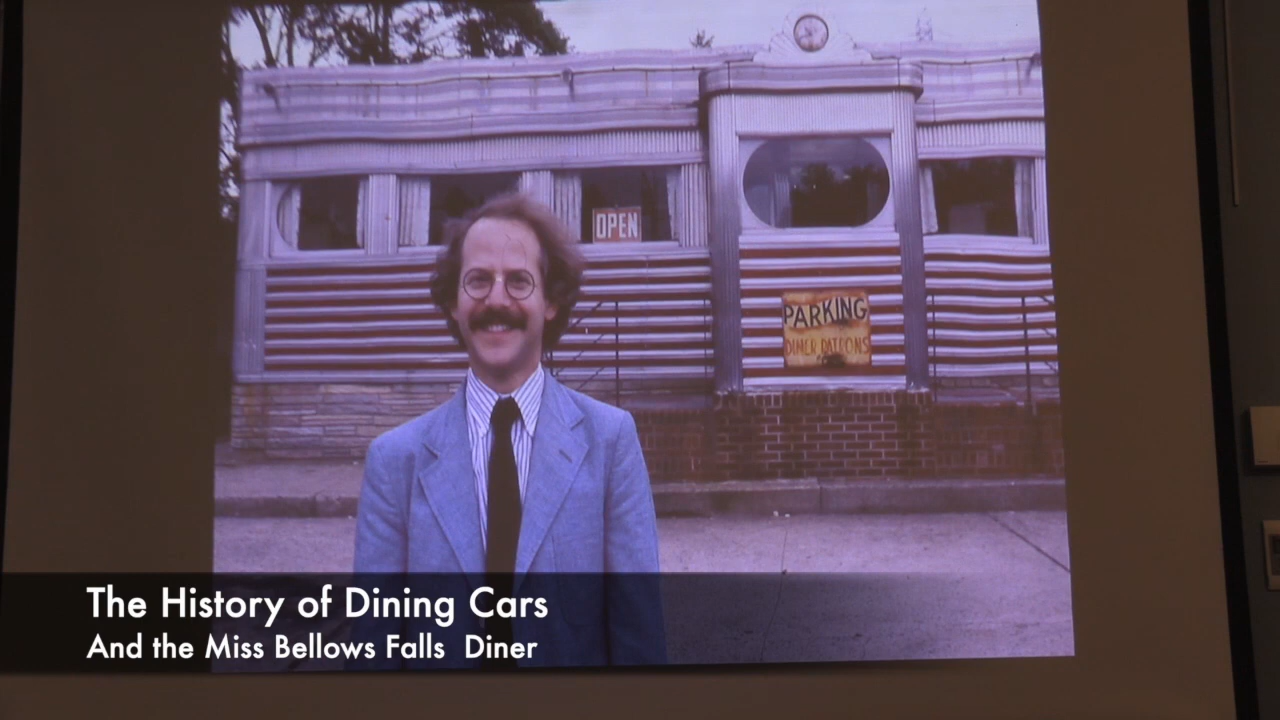 OPEN
PARKING
DINER PATRONS
The History of Dining Cars
And the Miss Bellows Falls  Diner